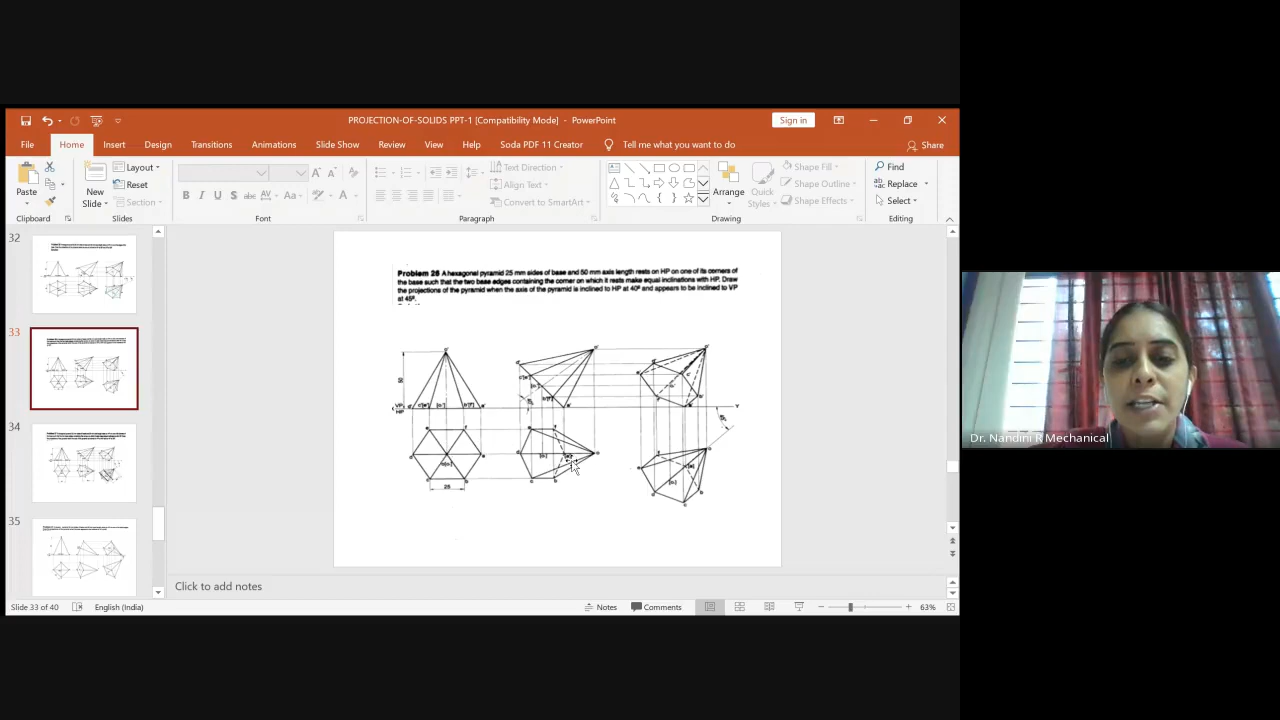 PROJECTION-OF-SOLIDS PPT-1 [Compatibility Mode] - PowerPoint
Sign in
File Home Insert Design Transitions Animations Slide Show Review View Help Soda PDF 11 Creator Tell me what you want to do Share
Paste
New Slide
Layout
Reset
Section
B I U S abc AV Aa A
Text Direction
Align Text
Convert to SmartArt
Arrange
Quick Styles
Shape Fill
Shape Outline
Shape Effects
Find
Replace
Select
Clipboard Slides Font Paragraph Drawing Editing
32
33
34
35
Problem 26 A hexagonal pyramid 25 mm sides of base and 50 mm axis length rests on HP on one of its corners of
the base such that the two base edges containing the corner on which it rests make equal inclinations with HP. Draw
the projections of the pyramid when the axis of the pyramid is inclined to HP at 40º and appears to be inclined to VP
at 45º.
50
VP
HP
Y
25
Dr. Nandini R Mechanical
Click to add notes
Slide 33 of 40 English (India) Notes Comments 63%